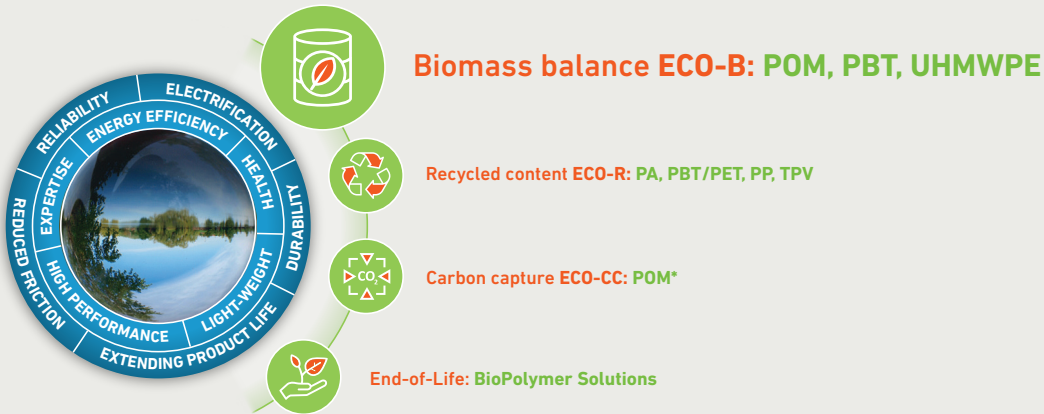 Biomass balance ECO-B: POM, PBT, UHMWPE
Recycled content ECO-R: PA, PBT/PET, PP, TPV
CO₂
Carbon capture ECO-CC: POM*
End-of-Life: BioPolymer Solutions
RELIABILITY
ELECTRIFICATION
DURABILITY
EXTENDING PRODUCT LIFE
REDUCED FRICTION
ENERGY EFFICIENCY
HEALTH
LIGHT-WEIGHT
HIGH PERFORMANCE
EXPERTISE